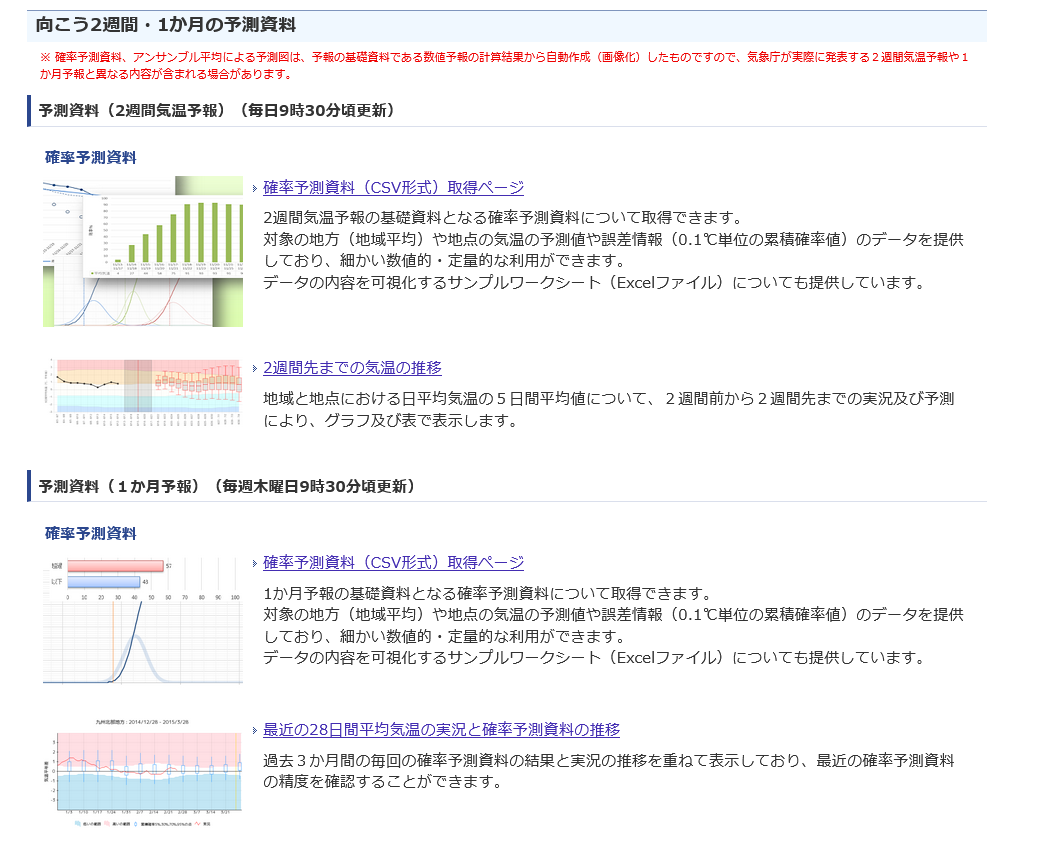 向こう2週間・1か月の予測資料
※ 確率予測資料、アンサンブル平均による予測図は、予報の基礎資料である数値予報の計算結果から自動作成（画像化）したものですので、気象庁が実際に発表する２週間気温予報や１
か月予報と異なる内容が含まれる場合があります。
予測資料（2週間気温予報）（毎日9時30分頃更新）
確率予測資料
確率予測資料（CSV形式）取得ページ
2週間気温予報の基礎資料となる確率予測資料について取得できます。
対象の地方（地域平均）や地点の気温の予測値や誤差情報（0.1℃単位の累積確率値）のデータを提供
しており、細かい数値的・定量的な利用ができます。
データの内容を可視化するサンプルワークシート（Excelファイル）についても提供しています。
2週間先までの気温の推移
地域と地点における日平均気温の５日間平均値について、２週間前から２週間先までの実況及び予測
により、グラフ及び表で表示します。
予測資料（１か月予報）（毎週木曜日9時30分頃更新）
確率予測資料
57
43
0 10 20 30 40 50 60 70 80 90 100
確率予測資料（CSV形式）取得ページ
1か月予報の基礎資料となる確率予測資料について取得できます。
対象の地方（地域平均）や地点の気温の予測値や誤差情報（0.1℃単位の累積確率値）のデータを提供
しており、細かい数値的・定量的な利用ができます。
データの内容を可視化するサンプルワークシート（Excelファイル）についても提供しています。
九州北部地方 : 2014/12/28 - 2015/3/28
最近の28日間平均気温の実況と確率予測資料の推移
過去３か月間の毎回の確率予測資料の結果と実況の推移を重ねて表示しており、最近の確率予測資料
の精度を確認することができます。